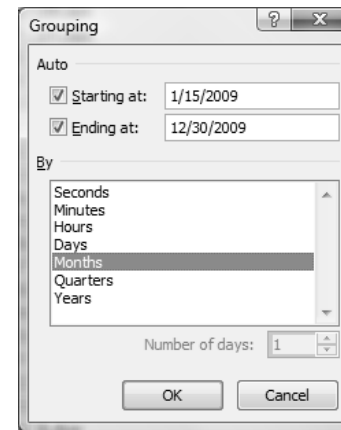 Grouping
? X
Auto
Starting at: 1/15/2009
Ending at: 12/30/2009
By
Seconds
Minutes
Hours
Days
Months
Quarters
Years
Number of days: 1
OK Cancel